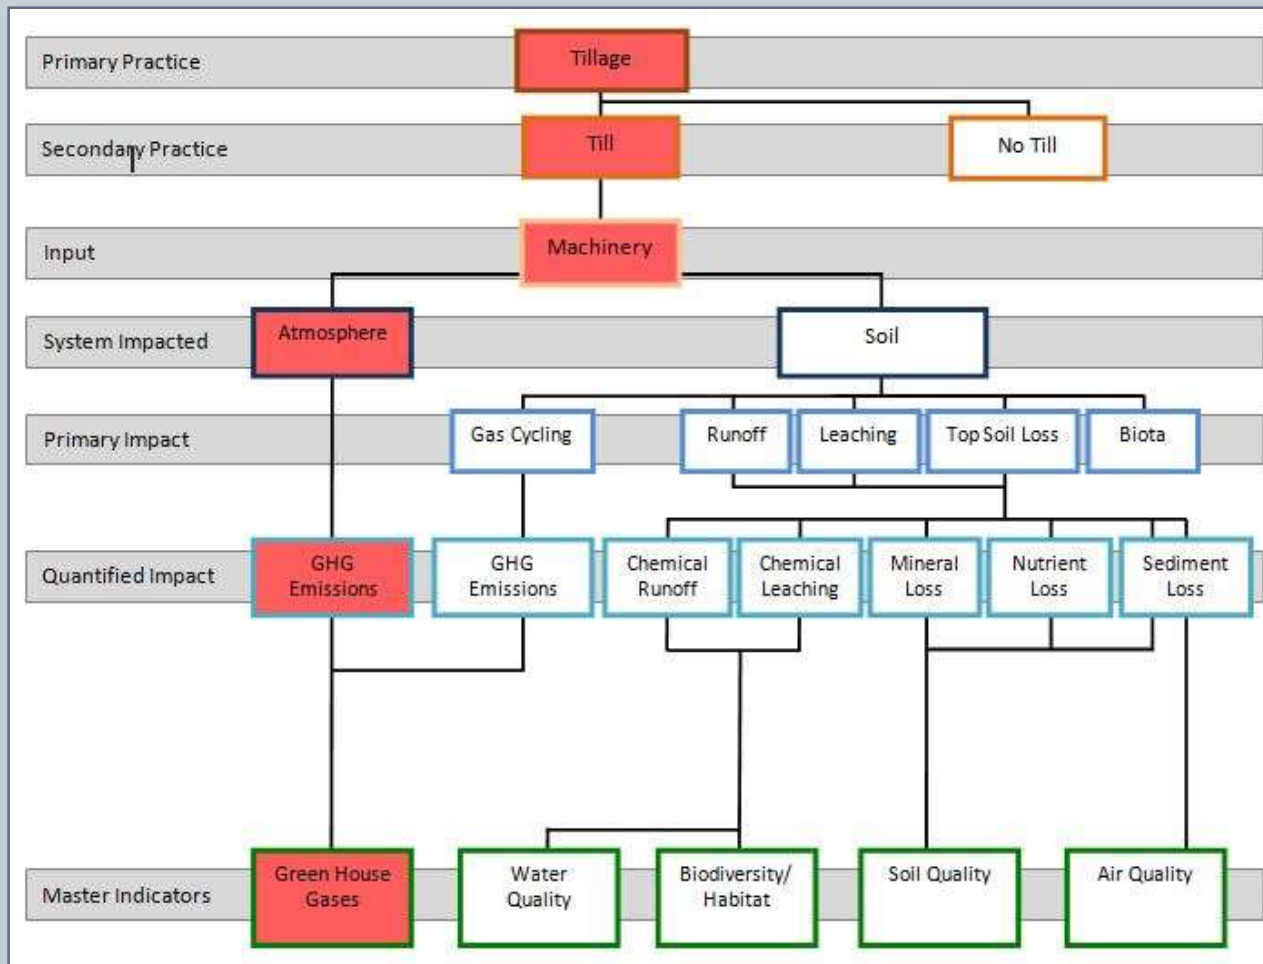 Primary Practice
Tillage
Secondary Practice
Till
No Till
Input
Machinery
System Impacted
Atmosphere
Soil
Primary Impact
Gas Cycling
Runoff
Leaching
Top Soil Loss
Biota
Quantified Impact
GHG
Emissions
GHG
Emissions
Chemical
Runoff
Chemical
Leaching
Mineral
Loss
Nutrient
Loss
Sediment
Loss
Master Indicators
Green House
Gases
Water
Quality
Biodiversity/
Habitat
Soil Quality
Air Quality